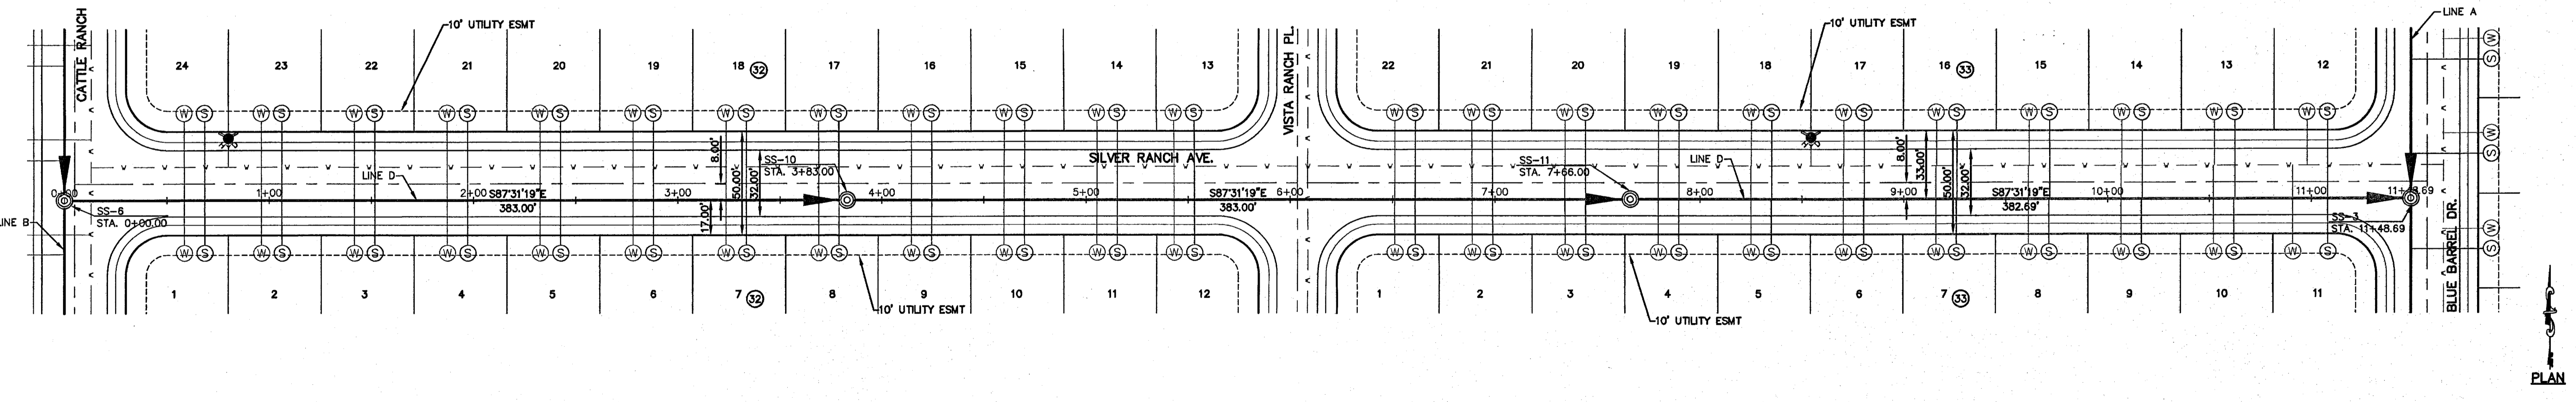 CATTLE RANCH
10' UTILITY ESMT
VISTA RANCH PL.
10' UTILITY ESMT
LINE A
24 23 22 21 20 19 18 32 17 16 15 14 13
22 21 20 19 18 17 16 33 15 14 13 12
W S W S W S W S W S W S W S W S W S W S W S W S
W S W S W S W S W S W S W S W S W S W S W S
W
S
W
S
8.00'
50.00'
32.00'
17.00'
SILVER RANCH AVE.
8.00'
33.00'
50.00'
32.00'
LINE D
SS-10
STA. 3+83.00
SS-11
STA. 7+66.00
LINE D
0+00 1+00 2+00 S87°31'19"E 3+00 4+00 5+00 S87°31'19"E 6+00 7+00 8+00 9+00 S87°31'19"E 10+00 11+00 11+48.69
383.00' 383.00' 382.69'
SS-6
STA. 0+00.00
SS-3
STA. 11+48.69
LINE B
W S W S W S W S W S W S W S W S W S W S W S W S
W S W S W S W S W S W S W S W S W S W S W S
W
S
BLUE BARREL DR.
1 2 3 4 5 6 7 32 8 9 10 11 12
1 2 3 4 5 6 7 33 8 9 10 11
10' UTILITY ESMT
10' UTILITY ESMT
PLAN